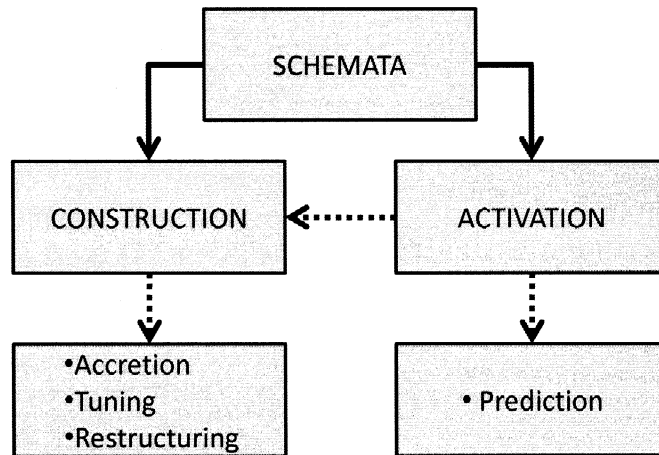 SCHEMATA
CONSTRUCTION
ACTIVATION
•Accretion
•Tuning
•Restructuring
• Prediction